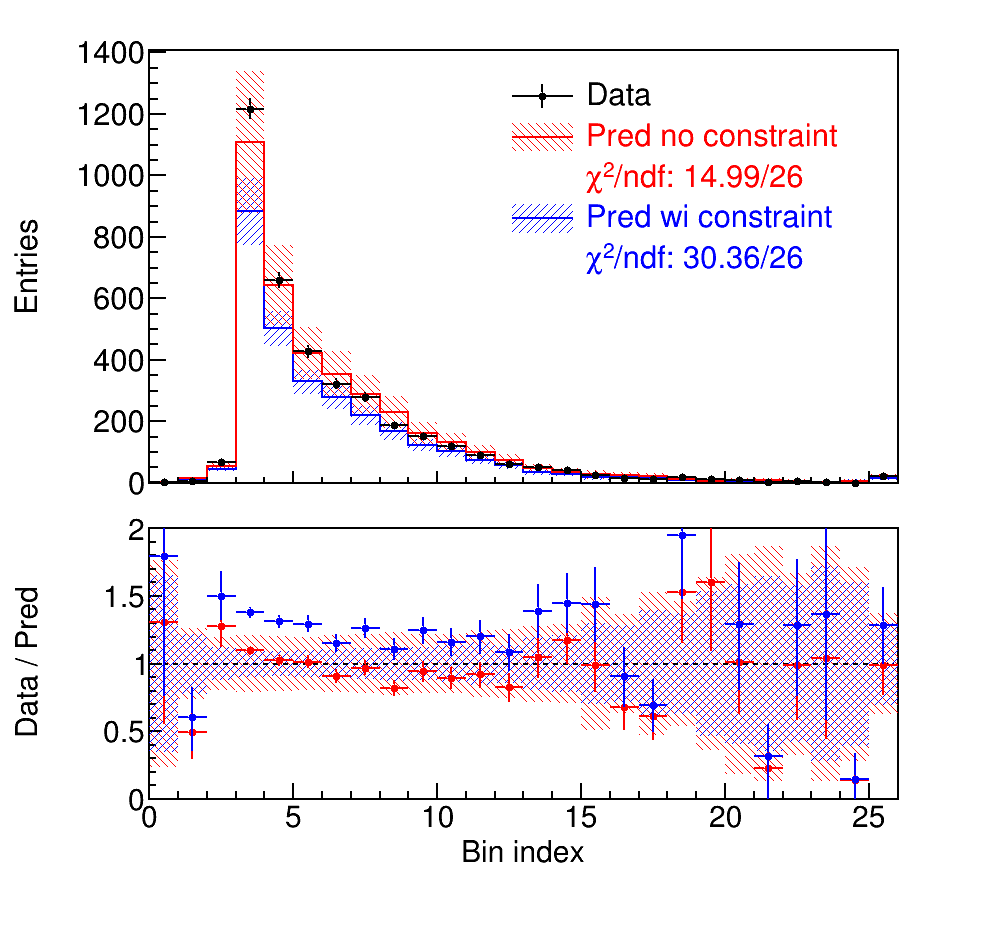 1400
1200
1000
800
600
400
200
0
Entries
Data
Pred no constraint
χ²/ndf: 14.99/26
Pred wi constraint
χ²/ndf: 30.36/26
2
1.5
1
0.5
0
Data / Pred
0 5 10 15 20 25
Bin index